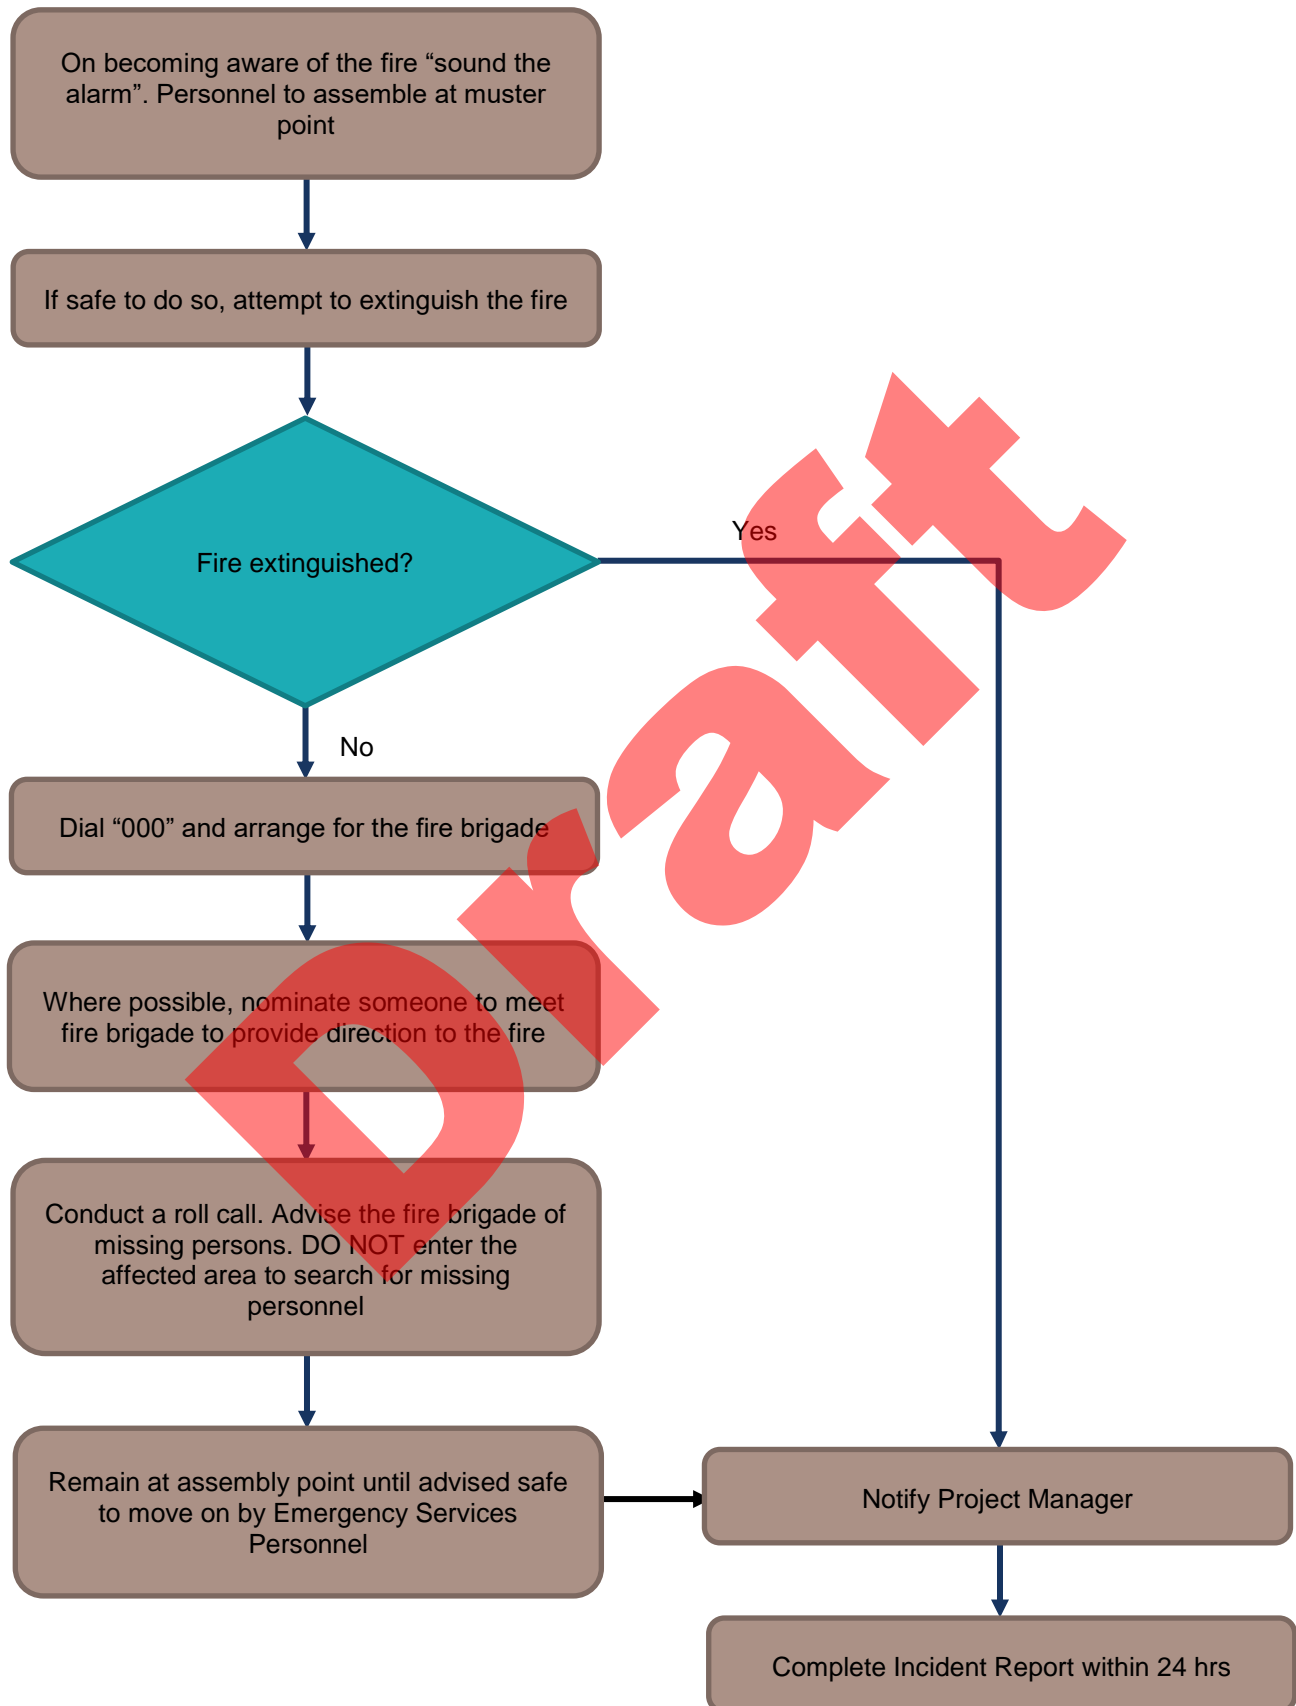 On becoming aware of the fire “sound the
alarm”. Personnel to assemble at muster
point
If safe to do so, attempt to extinguish the fire
Fire extinguished?
Yes
No
Dial “000” and arrange for the fire brigade
Where possible, nominate someone to meet
fire brigade to provide direction to the fire
Conduct a roll call. Advise the fire brigade of
missing persons. DO NOT enter the
affected area to search for missing
personnel
Remain at assembly point until advised safe
to move on by Emergency Services
Personnel
Notify Project Manager
Complete Incident Report within 24 hrs
Draft